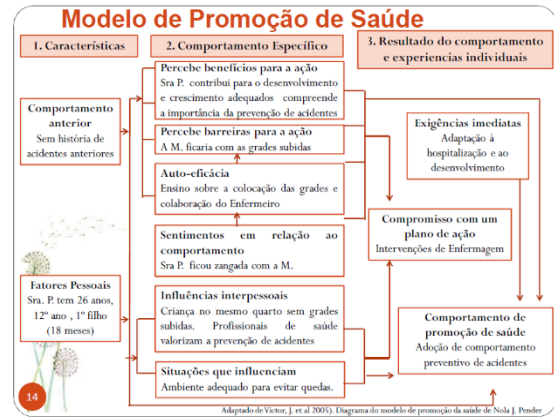 Modelo de Promoção de Saúde
1. Características
2. Comportamento Específico
3. Resultado do comportamento
e experiencias individuais
Comportamento
anterior
Sem história de
acidentes anteriores
Fatores Pessoais
Sra. P. tem 26 anos,
12º ano , 1º filho
(18 meses)
Percebe benefícios para a ação
Sra P. contribui para o desenvolvimento
e crescimento adequados compreende
a importância da prevenção de acidentes
Percebe barreiras para a ação
A M. ficaria com as grades subidas
Auto-eficácia
Ensino sobre a colocação das grades e
colaboração do Enfermeiro
Sentimentos em relação ao
comportamento
Sra P. ficou zangada com a M.
Influências interpessoais
Criança no mesmo quarto sem grades
subidas. Profissionais de saúde
valorizam a prevenção de acidentes
Situações que influenciam
Ambiente adequado para evitar quedas.
Exigências imediatas
Adaptação à
hospitalização e ao
desenvolvimento
Compromisso com um
plano de ação
Intervenções de Enfermagem
Comportamento de
promoção de saúde
Adoção de comportamento
preventivo de acidentes
14
Adaptado de Victor, J. et al 2005). Diagrama do modelo de promoção da saúde de Nola J. Pender